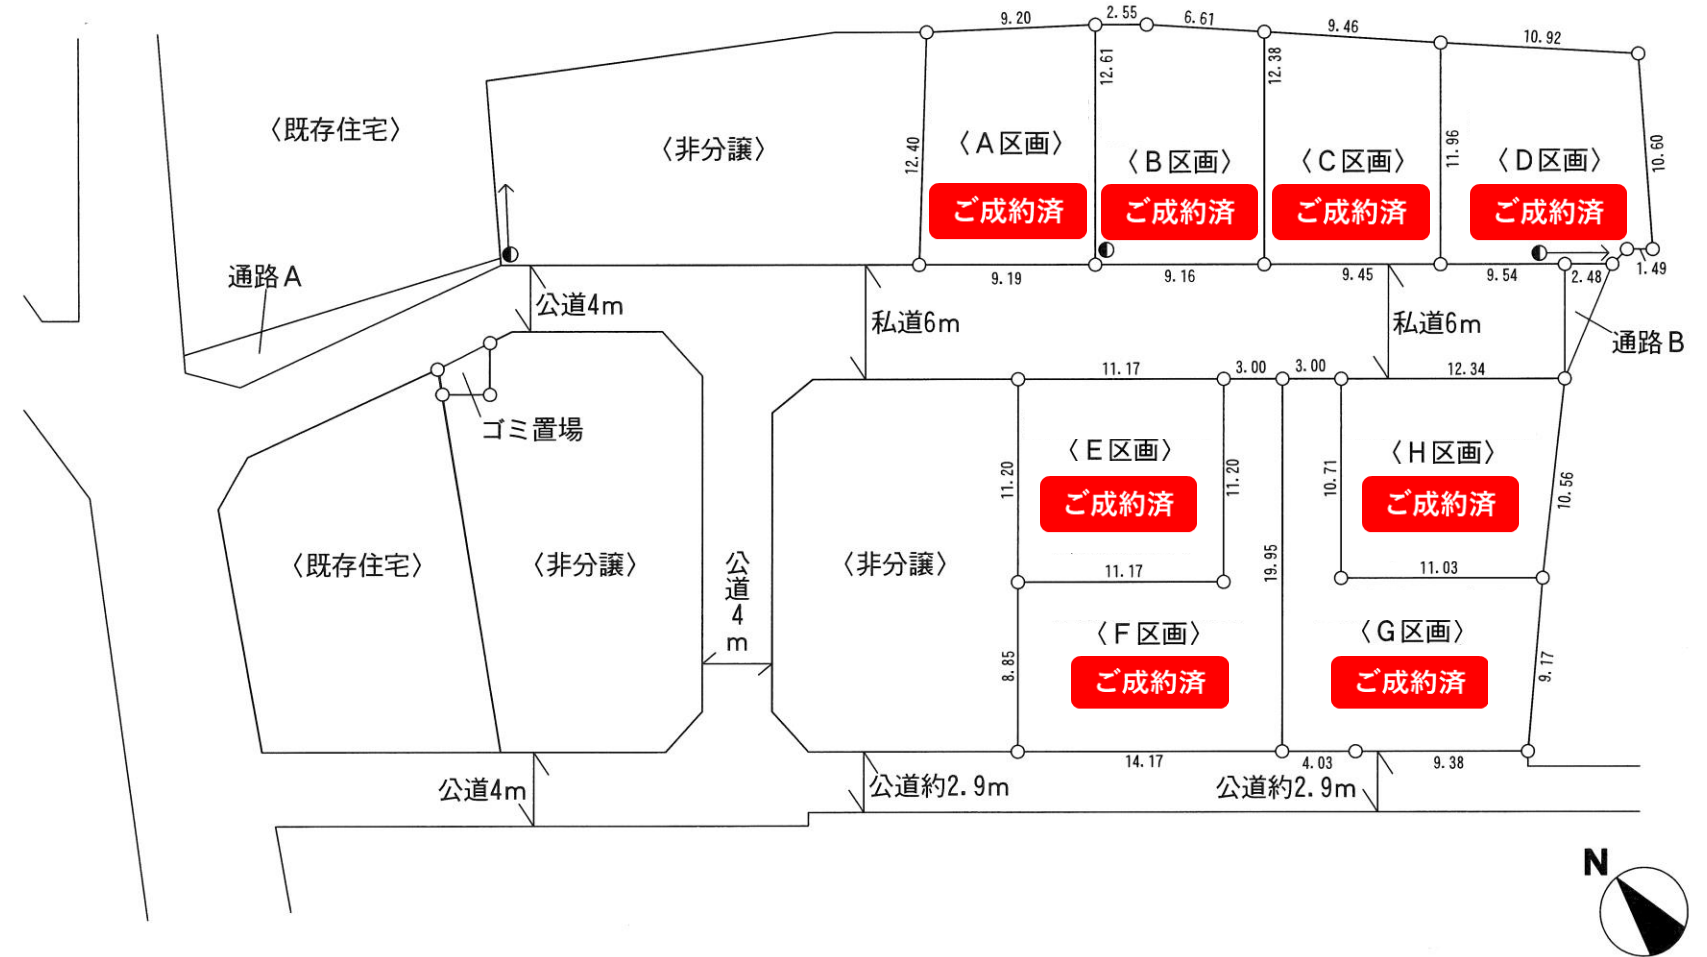 9.20
2.55
6.61
9.46
10.92
〈既存住宅〉
〈非分譲〉
12.40
〈A区画〉
ご成約済
12.61
〈B区画〉
ご成約済
12.38
〈C区画〉
ご成約済
11.96
〈D区画〉
ご成約済
10.60
通路A
9.19
9.16
9.45
9.54
2.48
1.49
公道4m
私道6m
私道6m
通路B
ゴミ置場
11.17
3.00
3.00
12.34
11.20
〈E区画〉
ご成約済
11.20
19.95
10.71
〈H区画〉
ご成約済
10.56
〈既存住宅〉
〈非分譲〉
公道4m
〈非分譲〉
11.17
11.03
8.85
〈F区画〉
ご成約済
〈G区画〉
ご成約済
9.17
14.17
4.03
9.38
公道4m
公道約2.9m
公道約2.9m
N